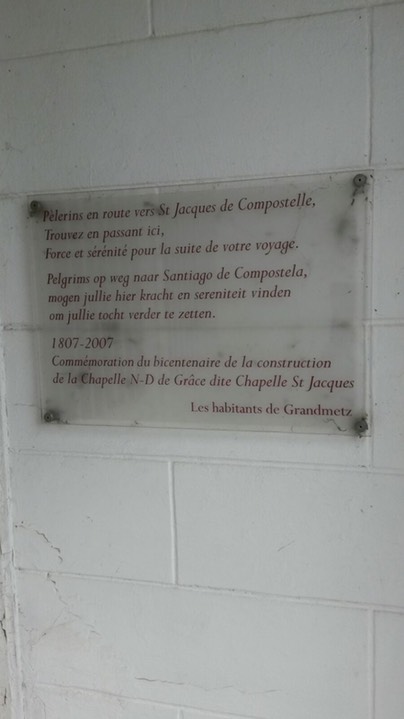 Pèlerins en route vers St Jacques de Compostelle,
Trouvez en passant ici,
Force et sérénité pour la suite de votre voyage.
Pelgrims op weg naar Santiago de Compostela,
mogen jullie hier kracht en sereniteit vinden
om jullie tocht verder te zetten.
1807-2007
Commémoration du bicentenaire de la construction
de la Chapelle N-D de Grâce dite Chapelle St Jacques
Les habitants de Grandmetz